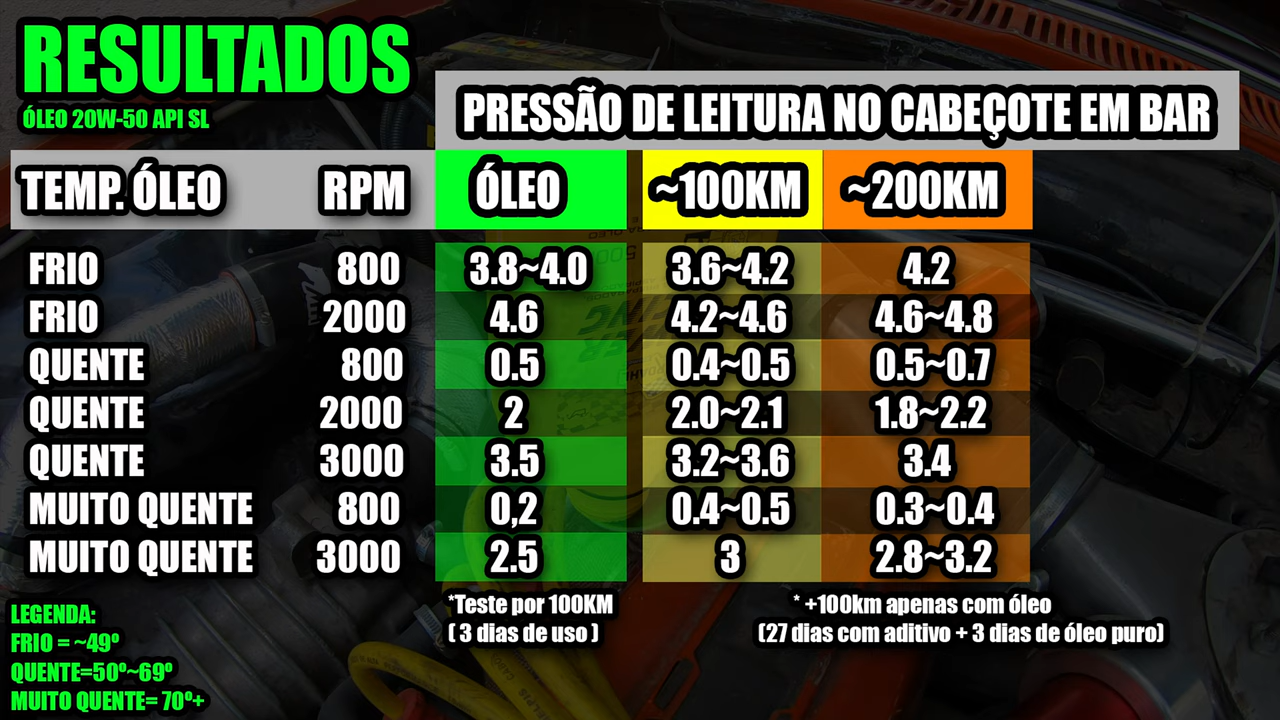 RESULTADOS
ÓLEO 20W-50 API SL
PRESSÃO DE LEITURA NO CABEÇOTE EM BAR
TEMP. ÓLEO RPM ÓLEO ~100KM ~200KM
FRIO 800 3.8~4.0 3.6~4.2 4.2
FRIO 2000 4.6 4.2~4.6 4.6~4.8
QUENTE 800 0.5 0.4~0.5 0.5~0.7
QUENTE 2000 2 2.0~2.1 1.8~2.2
QUENTE 3000 3.5 3.2~3.6 3.4
MUITO QUENTE 800 0,2 0.4~0.5 0.3~0.4
MUITO QUENTE 3000 2.5 3 2.8~3.2
*Teste por 100KM
( 3 dias de uso )
* +100km apenas com óleo
(27 dias com aditivo + 3 dias de óleo puro)
LEGENDA:
FRIO = ~49º
QUENTE=50º~69º
MUITO QUENTE= 70º+